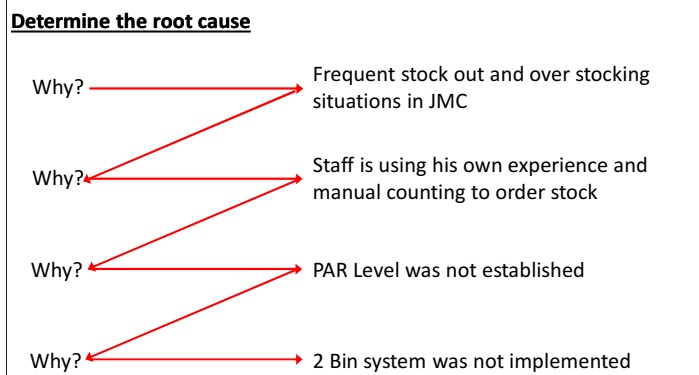 Determine the root cause
Why?
Frequent stock out and over stocking
situations in JMC
Why?
Staff is using his own experience and
manual counting to order stock
Why?
PAR Level was not established
Why?
2 Bin system was not implemented